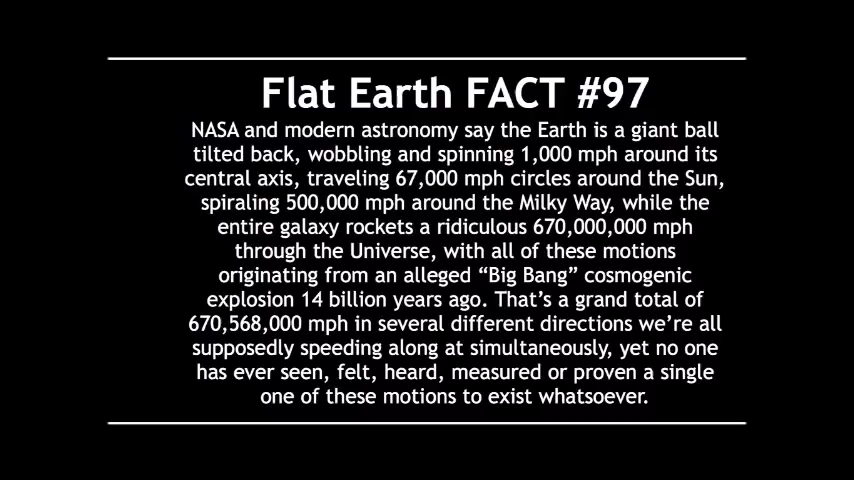 Flat Earth FACT #97
NASA and modern astronomy say the Earth is a giant ball
tilted back, wobbling and spinning 1,000 mph around its
central axis, traveling 67,000 mph circles around the Sun,
spiraling 500,000 mph around the Milky Way, while the
entire galaxy rockets a ridiculous 670,000,000 mph
through the Universe, with all of these motions
originating from an alleged “Big Bang” cosmogenic
explosion 14 billion years ago. That’s a grand total of
670,568,000 mph in several different directions we’re all
supposedly speeding along at simultaneously, yet no one
has ever seen, felt, heard, measured or proven a single
one of these motions to exist whatsoever.